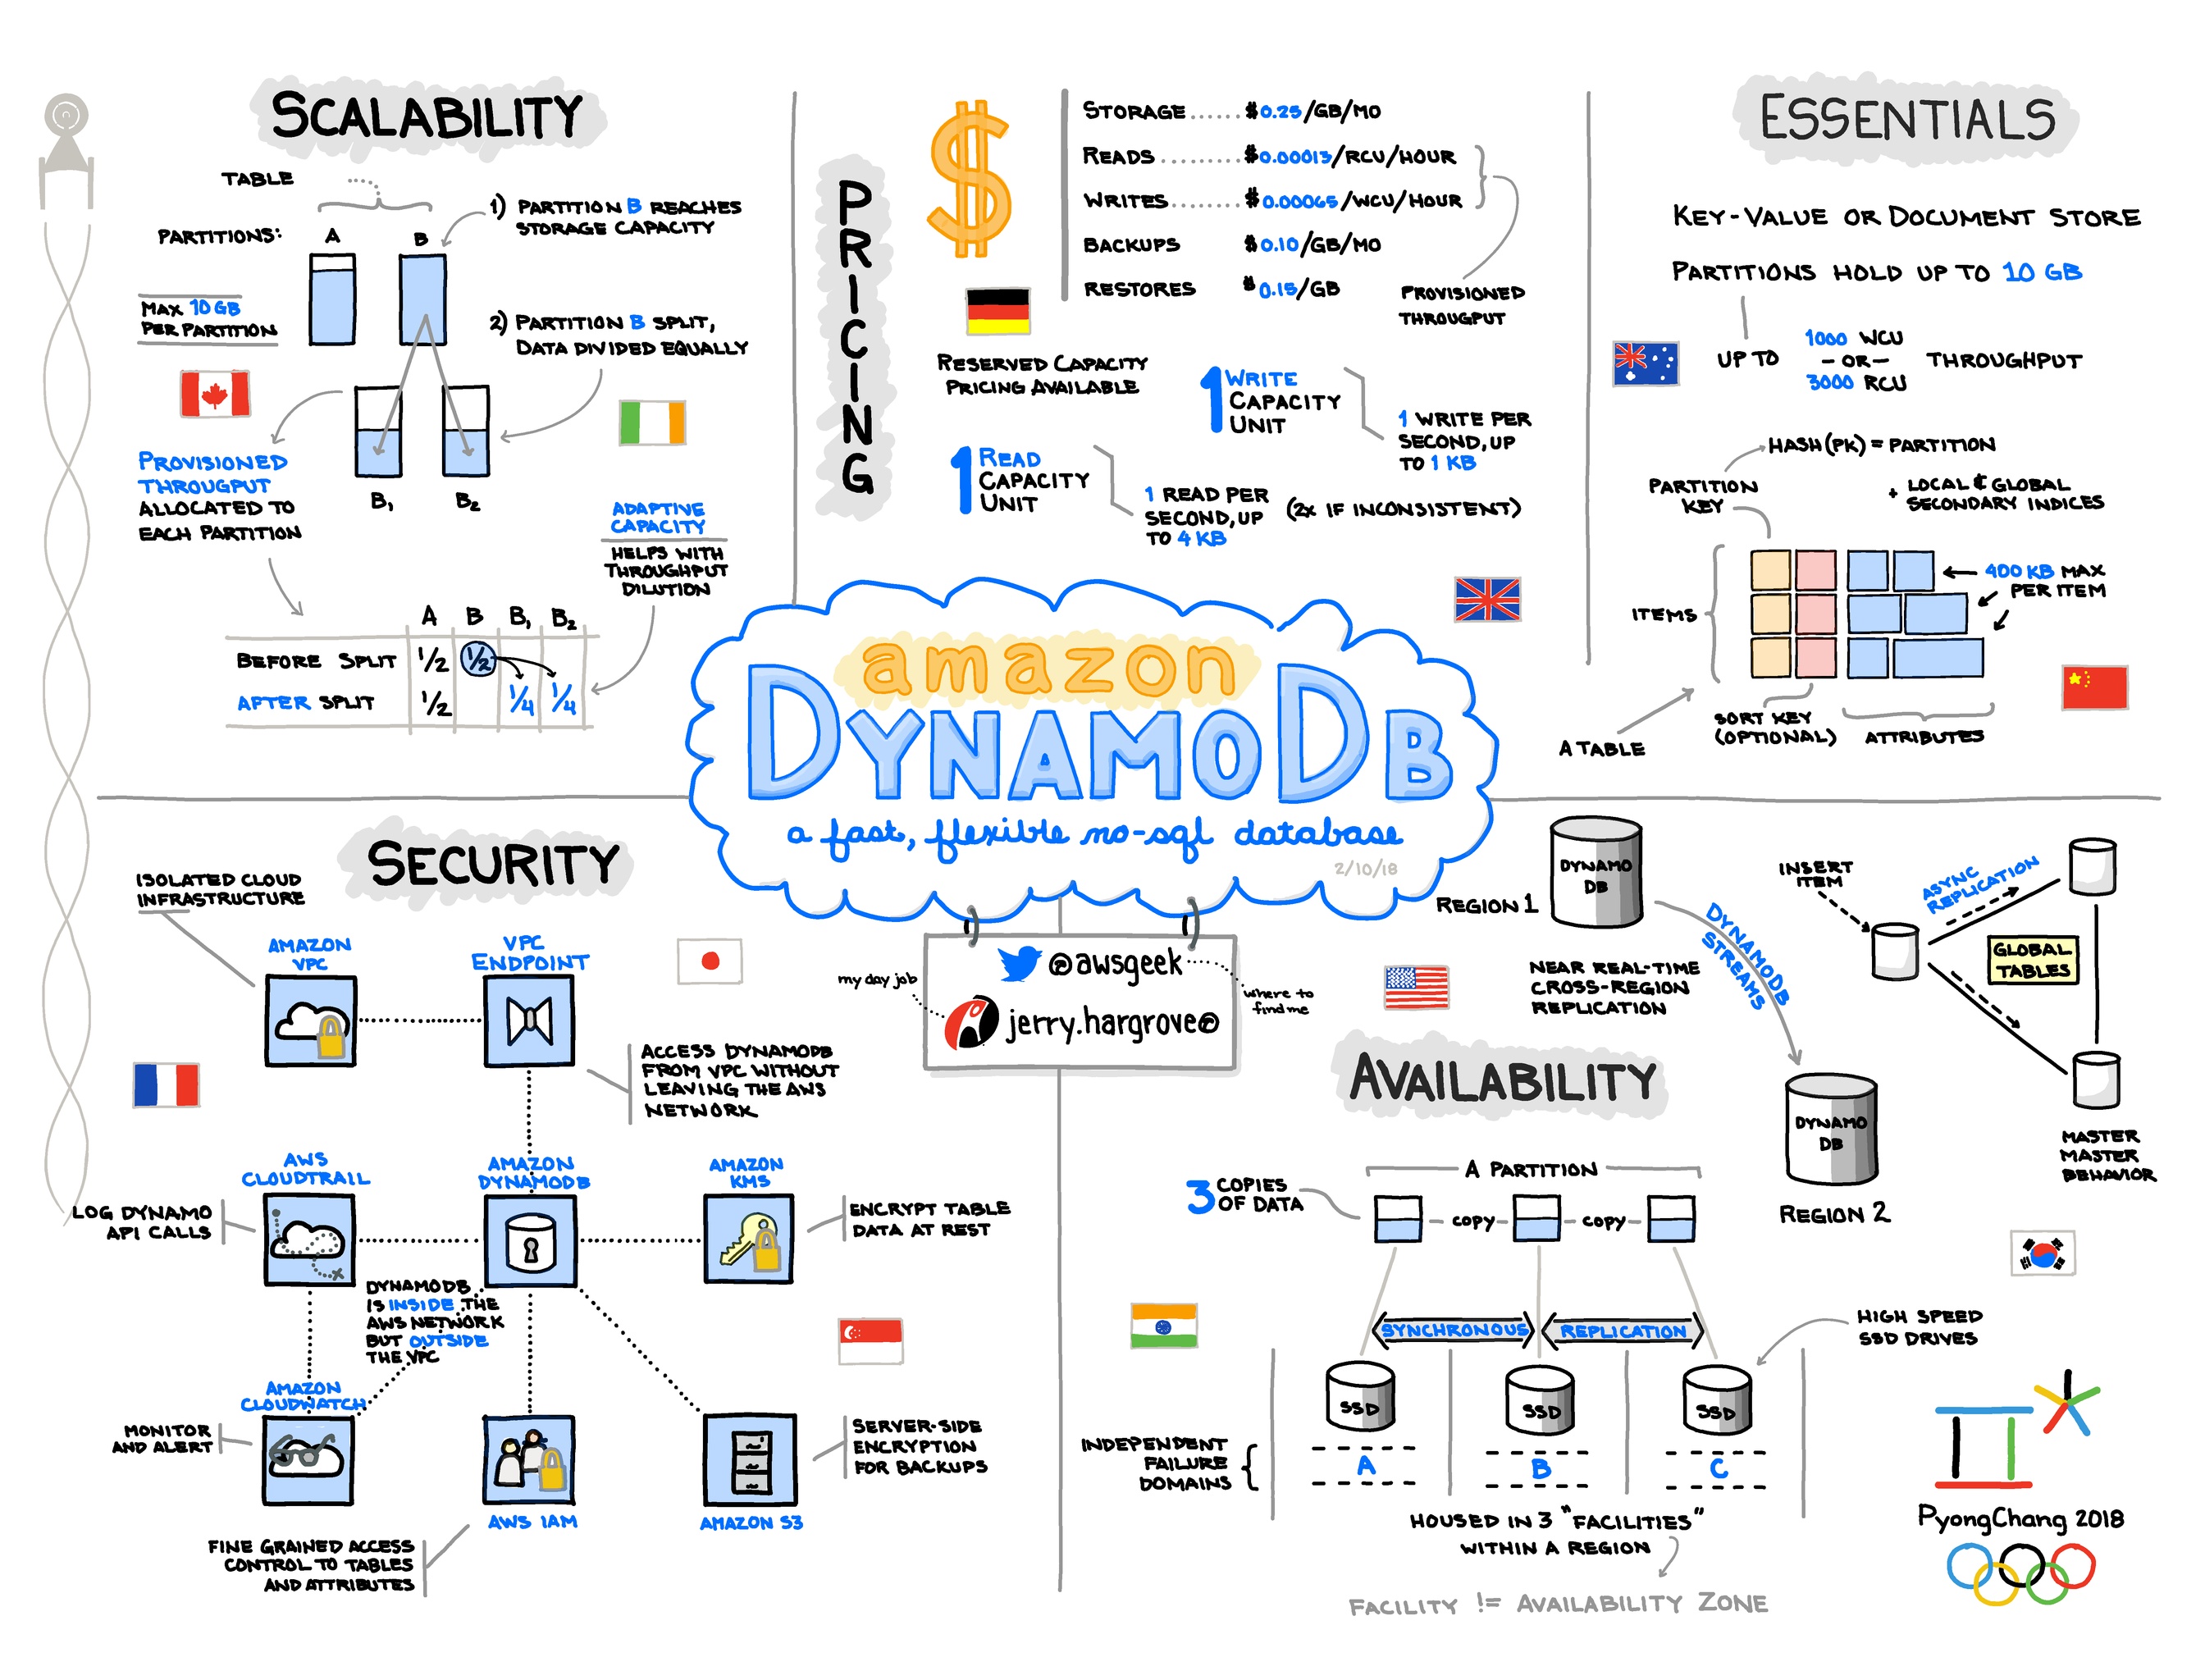 SCALABILITY
TABLE
PARTITIONS:
A
B
1) PARTITION B REACHES
STORAGE CAPACITY
MAX 10 GB
PER PARTITION
2) PARTITION B SPLIT,
DATA DIVIDED EQUALLY
PROVISIONED
THROUGPUT
ALLOCATED TO
EACH PARTITION
B1
B2
ADAPTIVE
CAPACITY
HELPS WITH
THROUGHPUT
DILUTION
A B B1 B2
BEFORE SPLIT 1/2 1/2
AFTER SPLIT 1/2 1/4 1/4
PRICING
$
STORAGE...... $0.25/GB/MO
READS ......... $0.00013/RCU/HOUR
WRITES....... $0.00065/WCU/HOUR
BACKUPS $0.10/GB/MO
RESTORES $0.15/GB
PROVISIONED
THROUGPUT
RESERVED CAPACITY
PRICING AVAILABLE
1 WRITE
CAPACITY
UNIT
1 WRITE PER
SECOND, UP
TO 1 KB
1 READ
CAPACITY
UNIT
1 READ PER
SECOND, UP
TO 4 KB
(2X IF INCONSISTENT)
ESSENTIALS
KEY-VALUE OR DOCUMENT STORE
PARTITIONS HOLD UP TO 10 GB
UP TO
1000 WCU
-OR-
3000 RCU
THROUGHPUT
HASH(PK) = PARTITION
PARTITION
KEY
+ LOCAL & GLOBAL
SECONDARY INDICES
ITEMS
400 KB MAX
PER ITEM
SORT KEY
(OPTIONAL)
ATTRIBUTES
A TABLE
amazon
DYNAMODB
a fast, flexible no-sql database
2/10/18
@awsgeek
jerry.hargrove@
my day job
where to
find me
SECURITY
ISOLATED CLOUD
INFRASTRUCTURE
AMAZON
VPC
VPC
ENDPOINT
ACCESS DYNAMODB
FROM VPC WITHOUT
LEAVING THE AWS
NETWORK
AWS
CLOUDTRAIL
LOG DYNAMO
API CALLS
AMAZON
DYNAMODB
AMAZON
KMS
ENCRYPT TABLE
DATA AT REST
DYNAMODB
IS INSIDE THE
AWS NETWORK
BUT OUTSIDE
THE VPC
AMAZON
CLOUDWATCH
MONITOR
AND ALERT
AWS IAM
FINE GRAINED ACCESS
CONTROL TO TABLES
AND ATTRIBUTES
AMAZON S3
SERVER-SIDE
ENCRYPTION
FOR BACKUPS
REGION 1
DYNAMO
DB
DYNAMODB
STREAMS
NEAR REAL-TIME
CROSS-REGION
REPLICATION
DYNAMO
DB
REGION 2
INSERT
ITEM
ASYNC
REPLICATION
GLOBAL
TABLES
MASTER
MASTER
BEHAVIOR
AVAILABILITY
A PARTITION
3 COPIES
OF DATA
COPY
COPY
SYNCHRONOUS
REPLICATION
HIGH SPEED
SSD DRIVES
SSD
SSD
SSD
INDEPENDENT
FAILURE
DOMAINS
A
B
C
HOUSED IN 3 "FACILITIES"
WITHIN A REGION
FACILITY != AVAILABILITY ZONE
PyongChang 2018